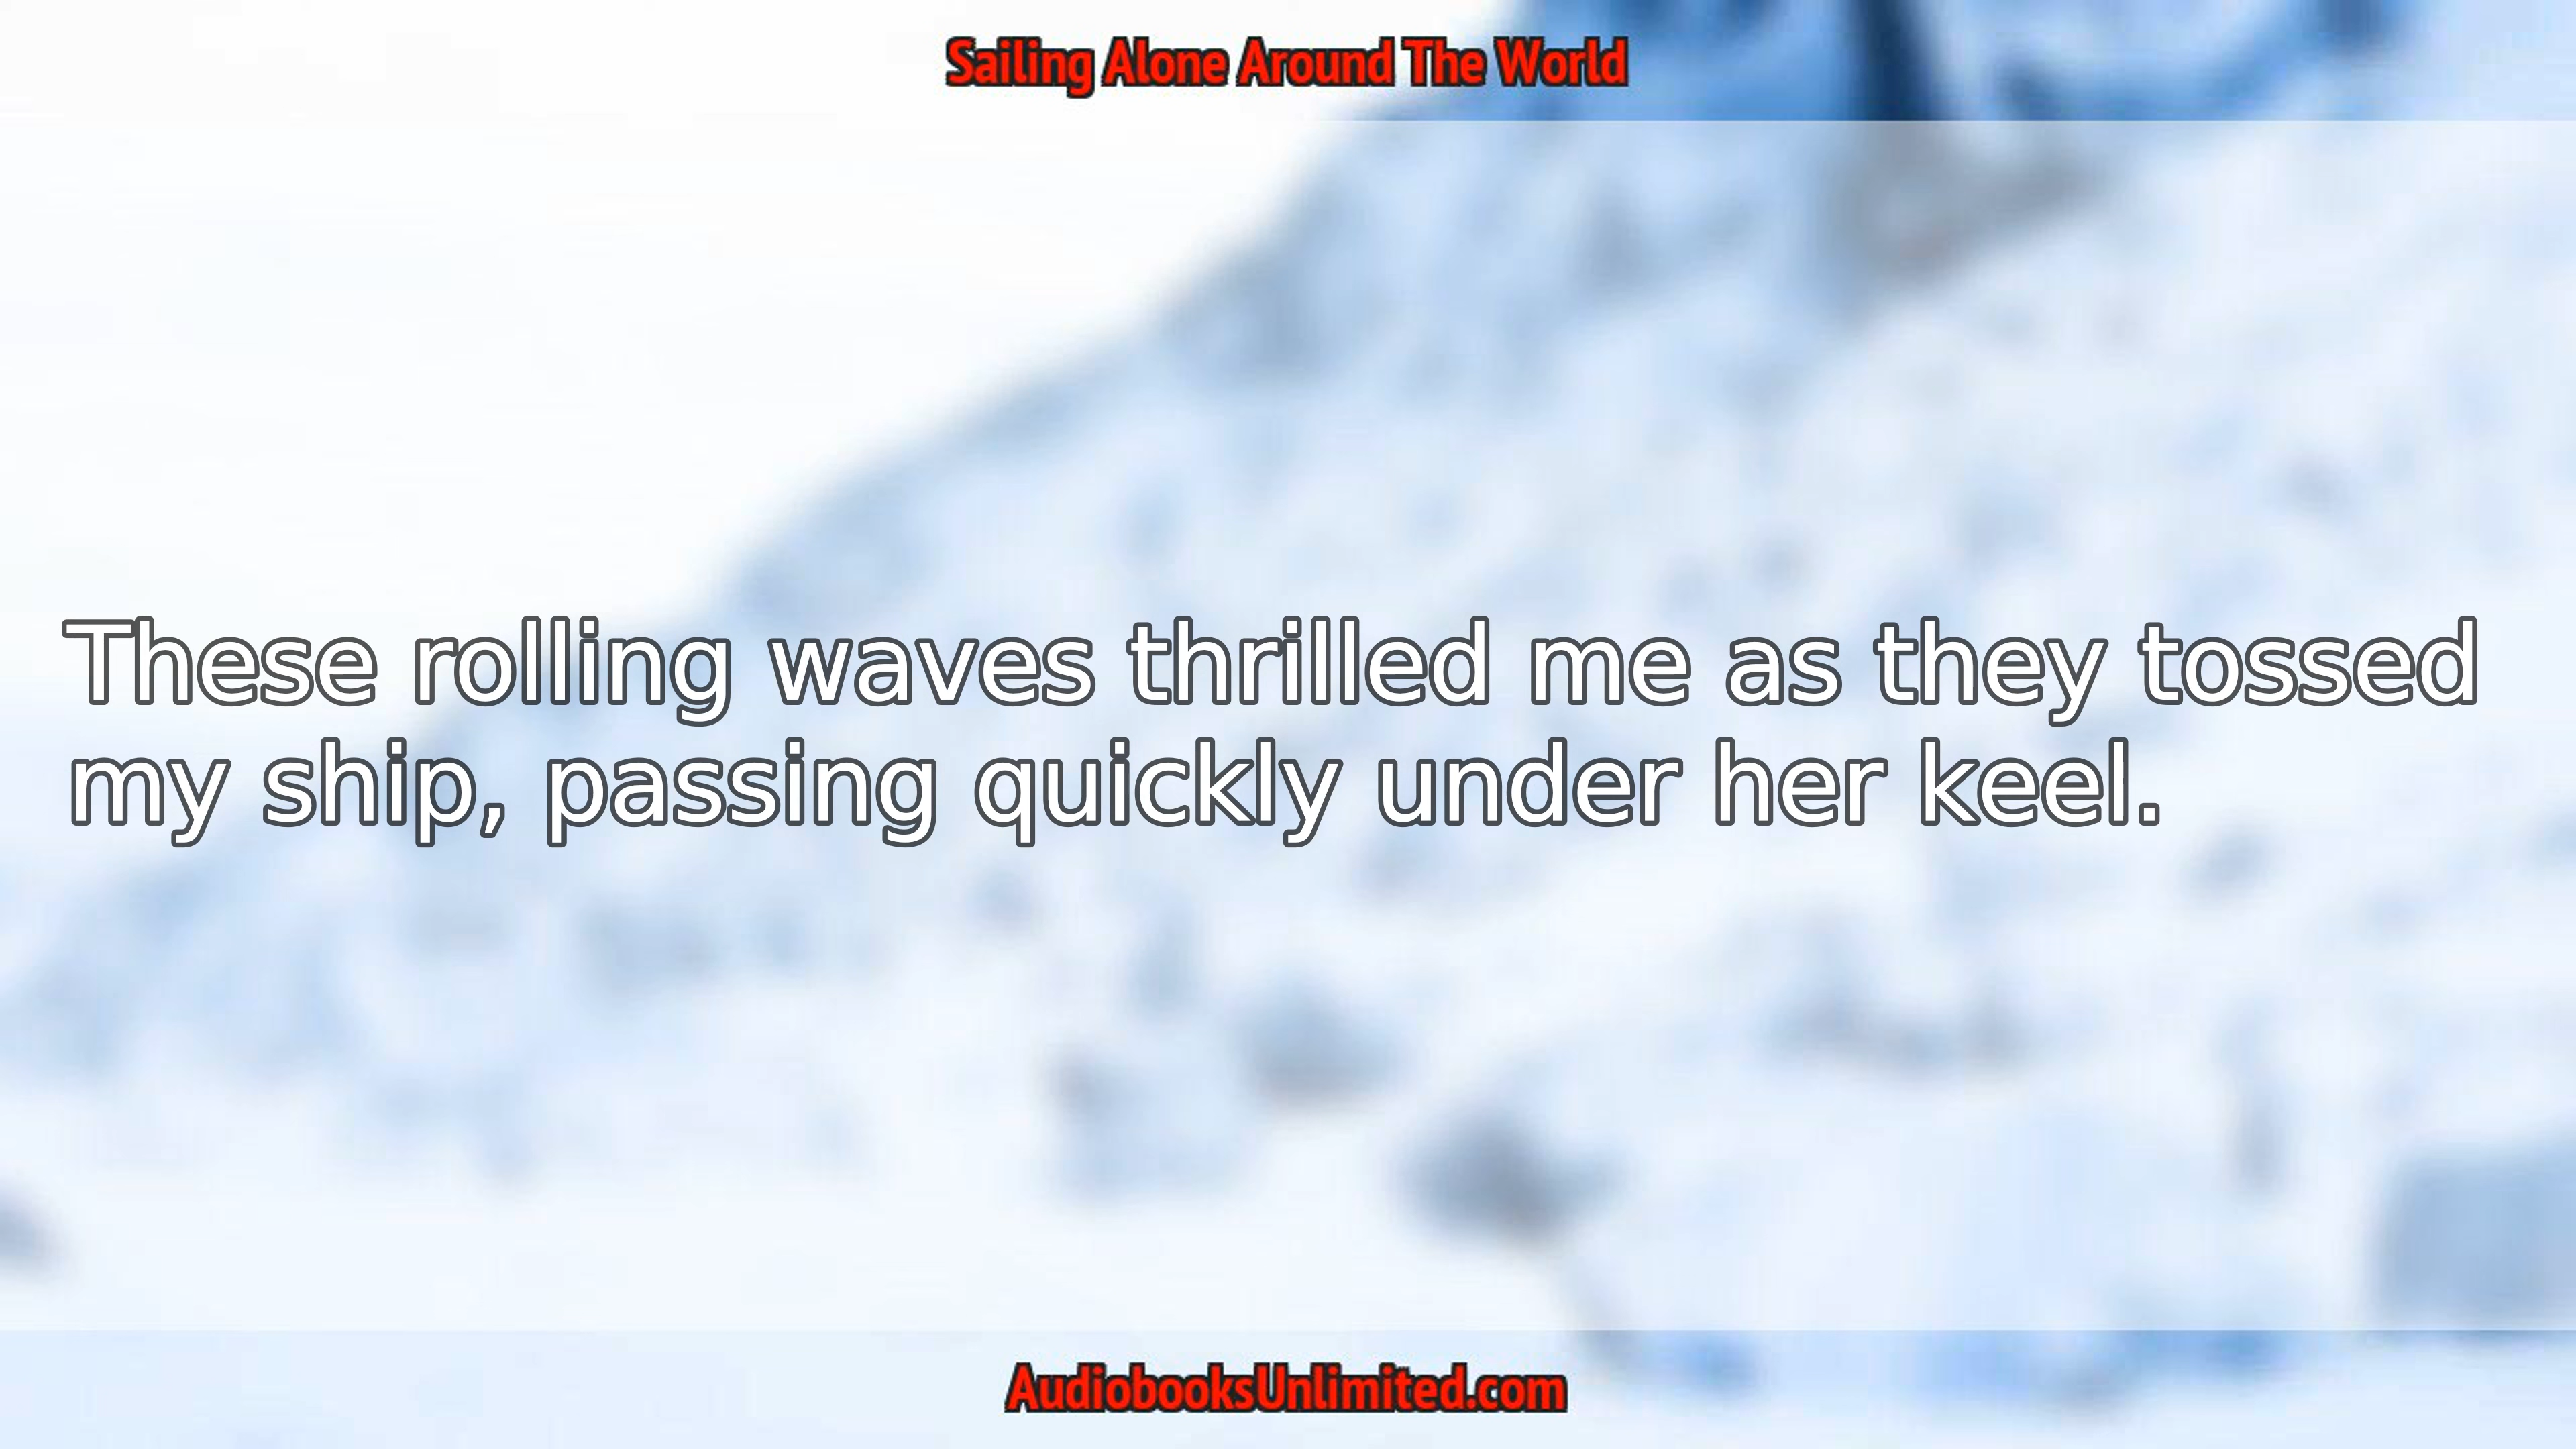 Sailing Alone Around The World
These rolling waves thrilled me as they tossed
my ship, passing quickly under her keel.
AudiobooksUnlimited.com